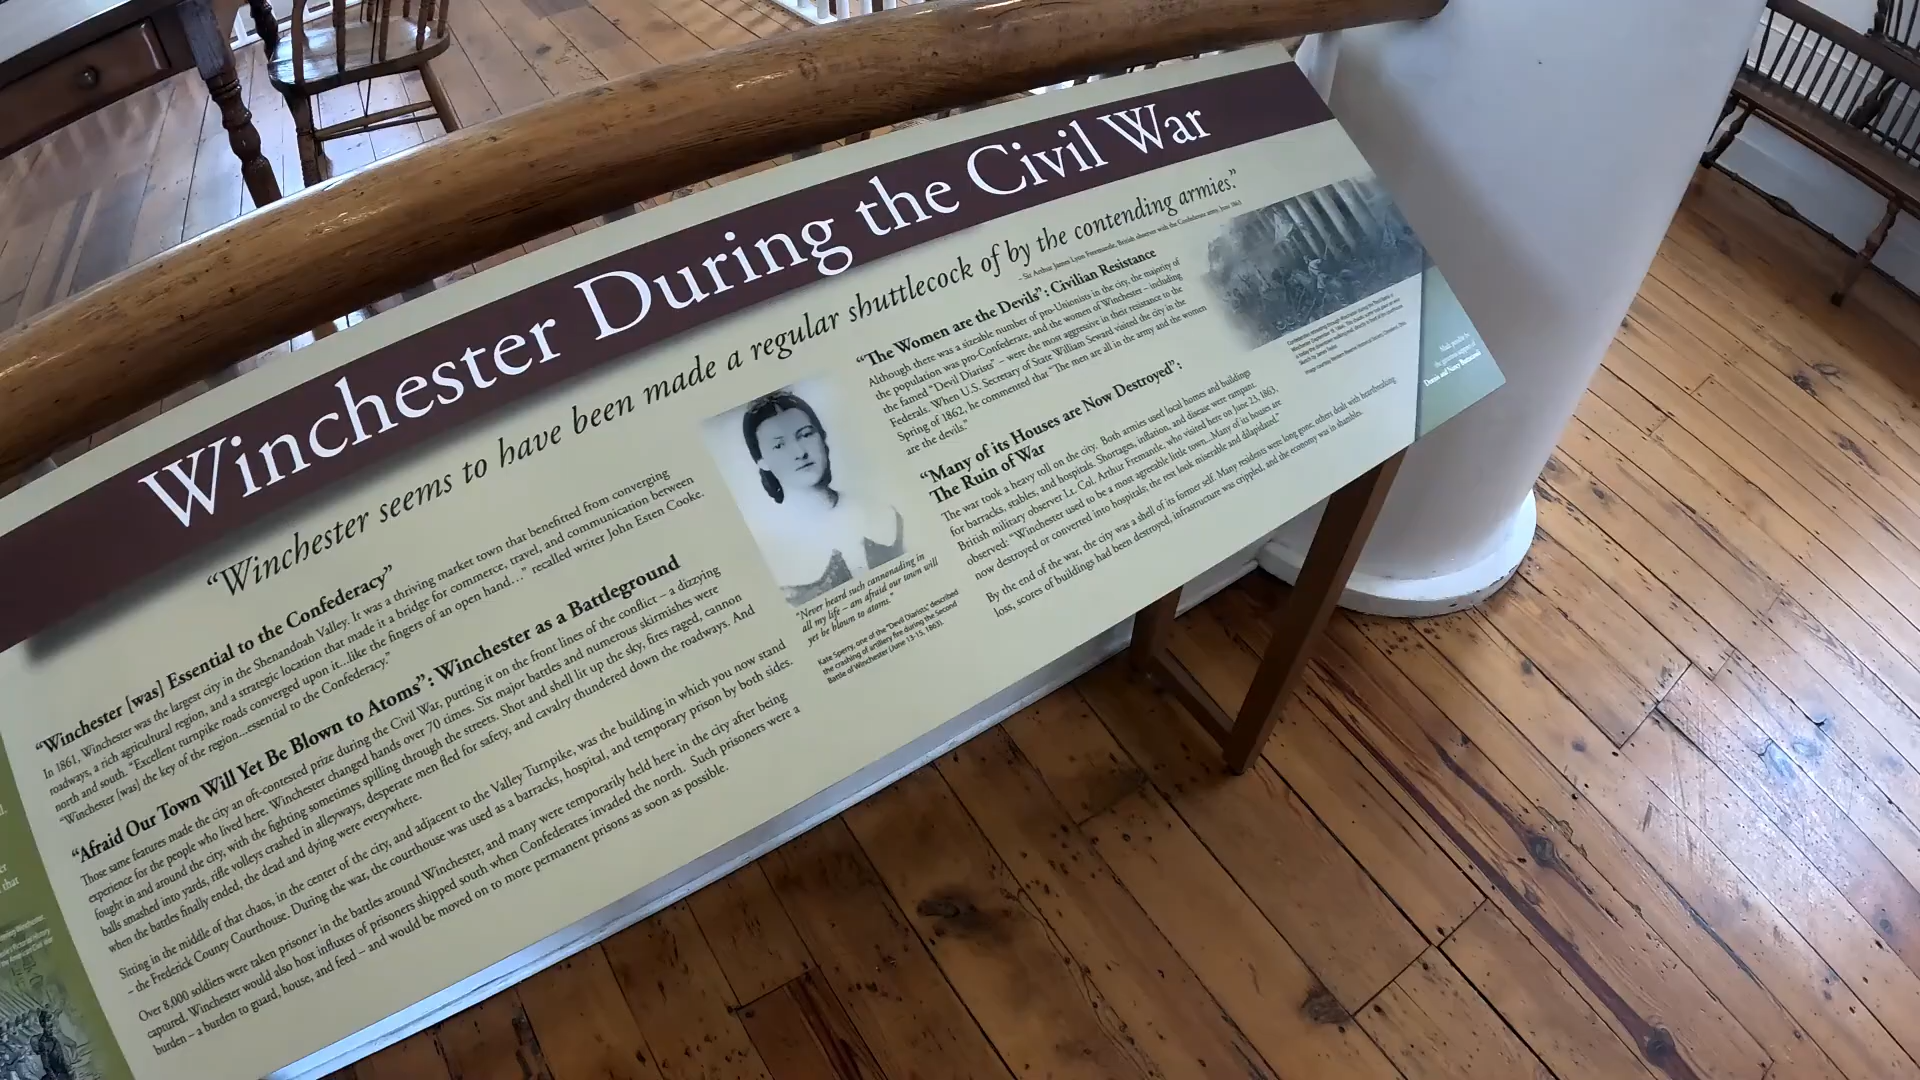 Winchester During the Civil War
“Winchester seems to have been made a regular shuttlecock of by the contending armies.”
- Sir Arthur James Lyon Freemantle, British observer with the Confederate army, June 1863
“Winchester [was] Essential to the Confederacy”
In 1861, Winchester was the largest city in the Shenandoah Valley. It was a thriving market town that benefitted from converging
roadways, a rich agricultural region, and a strategic location that made it a bridge for commerce, travel, and communication between
north and south. “Excellent turnpike roads converged upon it...like the fingers of an open hand…” recalled writer John Esten Cooke.
“Winchester [was] the key of the region...essential to the Confederacy.”
“Afraid Our Town Will Yet Be Blown to Atoms”: Winchester as a Battleground
Those same features made the city an oft-contested prize during the Civil War, putting it on the front lines of the conflict – a dizzying
experience for the people who lived here. Winchester changed hands over 70 times. Six major battles and numerous skirmishes were
fought in and around the city, with the fighting sometimes spilling through the streets. Shot and shell lit up the sky, fires raged, cannon
balls smashed into yards, rifle volleys crashed in alleyways, desperate men fled for safety, and cavalry thundered down the roadways. And
when the battles finally ended, the dead and dying were everywhere.
Sitting in the middle of that chaos, in the center of the city, and adjacent to the Valley Turnpike, was the building in which you now stand
– the Frederick County Courthouse. During the war, the courthouse was used as a barracks, hospital, and temporary prison by both sides.
Over 8,000 soldiers were taken prisoner in the battles around Winchester, and many were temporarily held here in the city after being
captured. Winchester would also host influxes of prisoners shipped south when Confederates invaded the north. Such prisoners were a
burden – a burden to guard, house, and feed – and would be moved on to more permanent prisons as soon as possible.
“Never heard such cannonading in
all my life – am afraid our town will
yet be blown to atoms.”
Kate Sperry, one of the “Devil Diarists,” described
the crashing of artillery fire during the Second
Battle of Winchester (June 13-15, 1863).
“The Women are the Devils”: Civilian Resistance
Although there was a sizeable number of pro-Unionists in the city, the majority of
the population was pro-Confederate, and the women of Winchester – including
the famed “Devil Diarists” – were the most aggressive in their resistance to the
Federals. When U.S. Secretary of State William Seward visited the city in the
Spring of 1862, he commented that “The men are all in the army and the women
are the devils.”
“Many of its Houses are Now Destroyed”:
The Ruin of War
The war took a heavy toll on the city. Both armies used local homes and buildings
for barracks, stables, and hospitals. Shortages, inflation, and disease were rampant.
British military observer Lt. Col. Arthur Fremantle, who visited here on June 23, 1863,
observed: “Winchester used to be a most agreeable little town...Many of its houses are
now destroyed or converted into hospitals; the rest look miserable and dilapidated.”
By the end of the war, the city was a shell of its former self. Many residents were long gone; others dealt with heartbreaking
loss, scores of buildings had been destroyed, infrastructure was crippled, and the economy was in shambles.
Made possible by
the generous support of